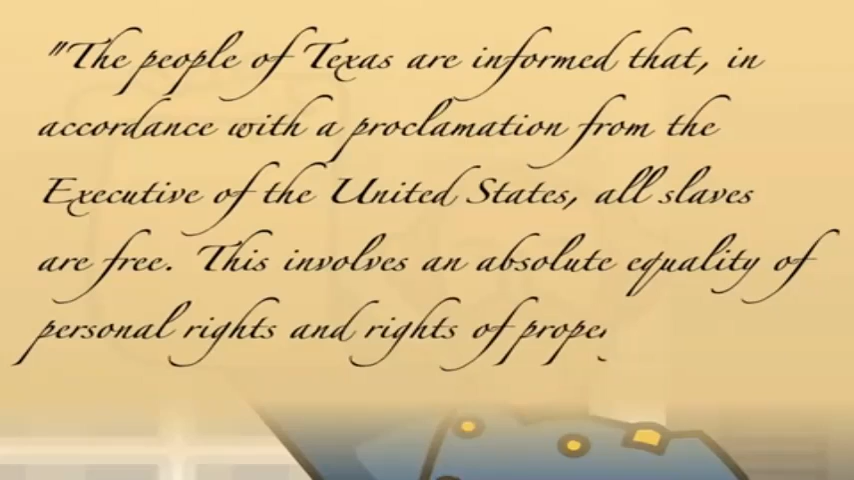 "The people of Texas are informed that, in
accordance with a proclamation from the
Executive of the United States, all slaves
are free. This involves an absolute equality of
personal rights and rights of